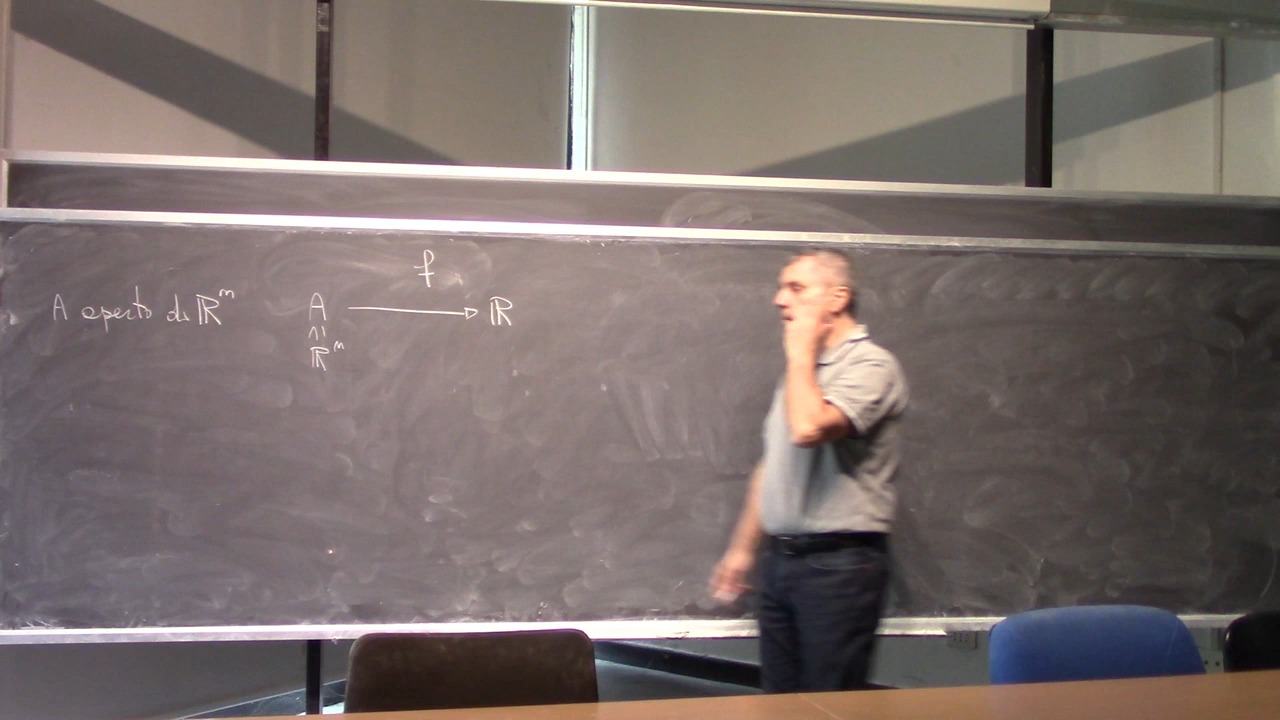 f
A aperto di ℝⁿ A ⟶ ℝ
∩|
ℝⁿ